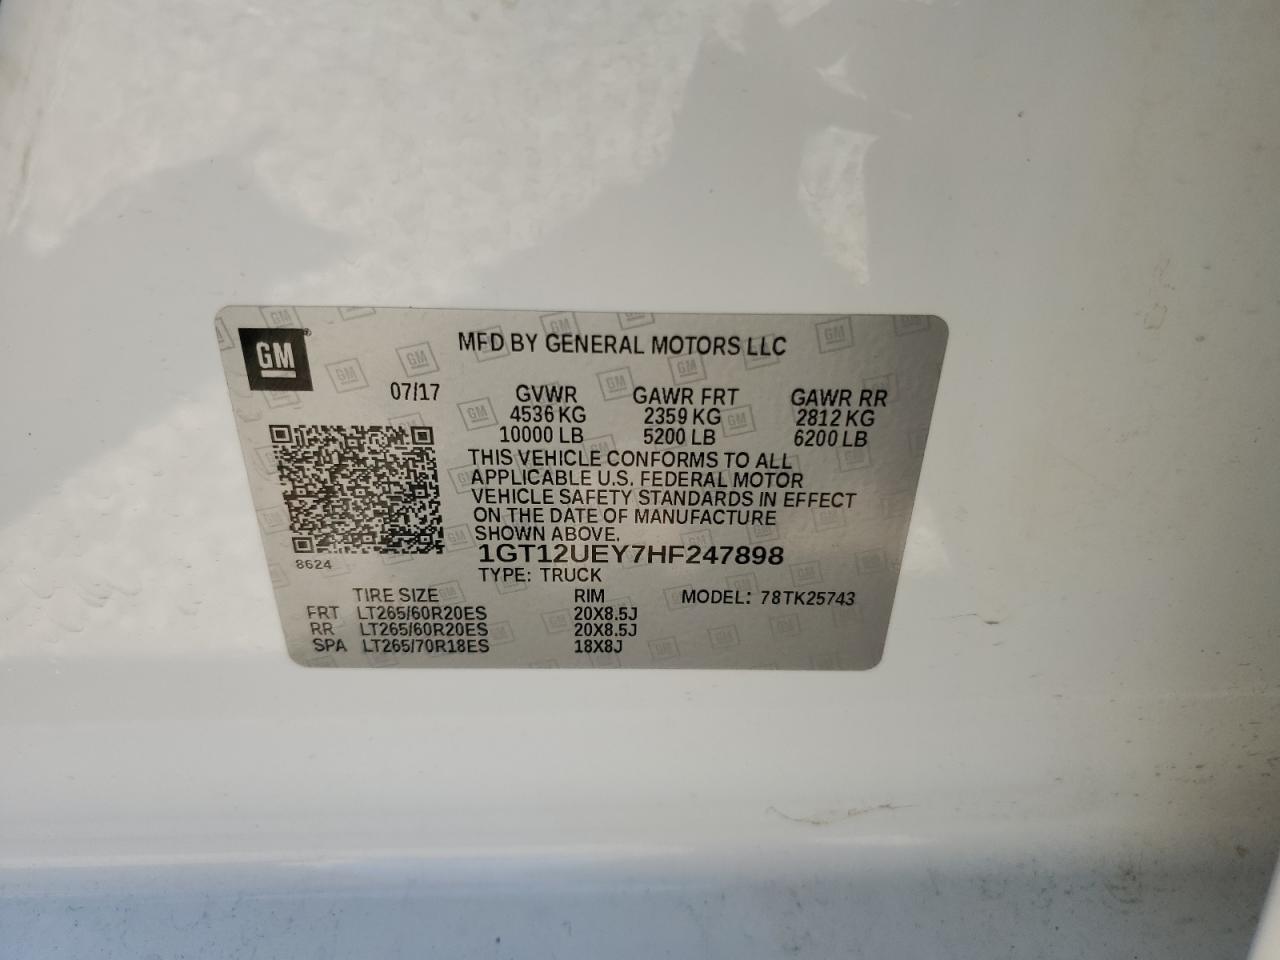 GM
MFD BY GENERAL MOTORS LLC
07/17
GVWR GAWR FRT GAWR RR
4536 KG 2359 KG 2812 KG
10000 LB 5200 LB 6200 LB
THIS VEHICLE CONFORMS TO ALL
APPLICABLE U.S. FEDERAL MOTOR
VEHICLE SAFETY STANDARDS IN EFFECT
ON THE DATE OF MANUFACTURE
SHOWN ABOVE.
1GT12UEY7HF247898
8624
TYPE: TRUCK
TIRE SIZE RIM MODEL: 78TK25743
FRT LT265/60R20ES 20X8.5J
RR LT265/60R20ES 20X8.5J
SPA LT265/70R18ES 18X8J